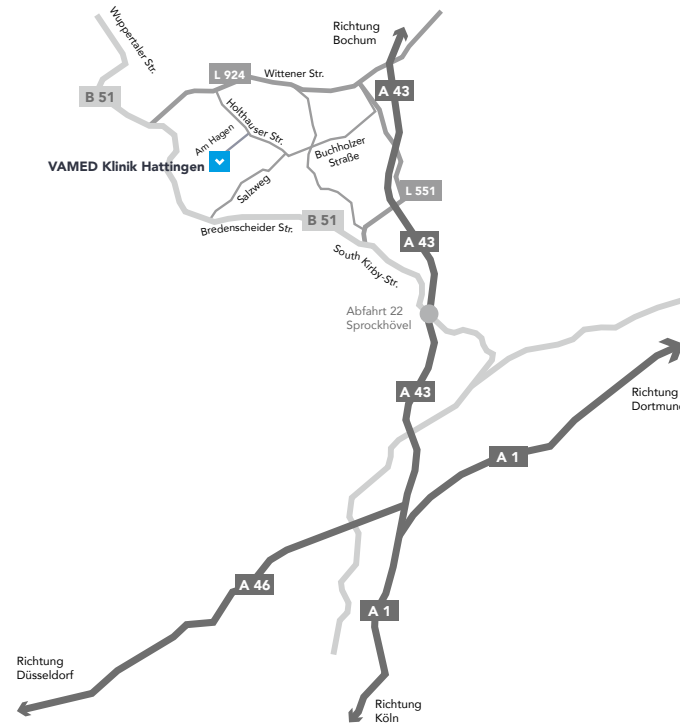 Richtung
Bochum
Wuppertaler Str.
L 924
Wittener Str.
A 43
B 51
Holthauser Str.
Am Hagen
Buchholzer
Straße
VAMED Klinik Hattingen
Salzweg
L 551
B 51
Bredenscheider Str.
A 43
South Kirby-Str.
Abfahrt 22
Sprockhövel
A 43
Richtung
Dortmund
A 1
A 46
A 1
Richtung
Düsseldorf
Richtung
Köln